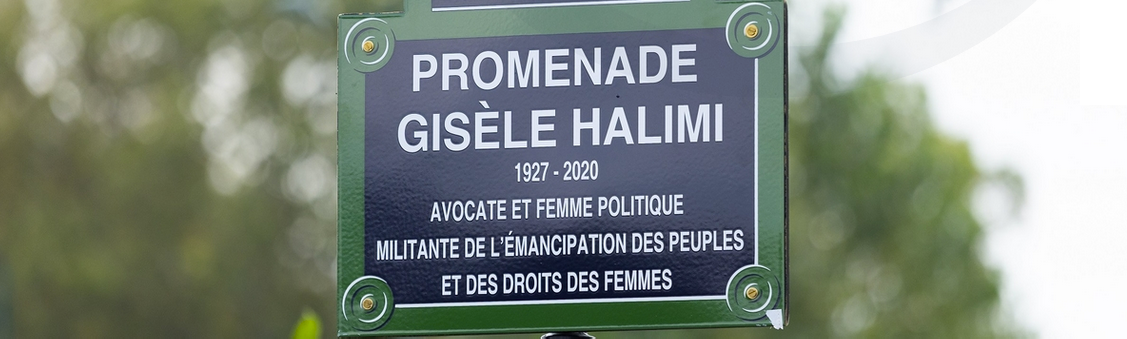 PROMENADE
GISÈLE HALIMI
1927 - 2020
AVOCATE ET FEMME POLITIQUE
MILITANTE DE L'ÉMANCIPATION DES PEUPLES
ET DES DROITS DES FEMMES